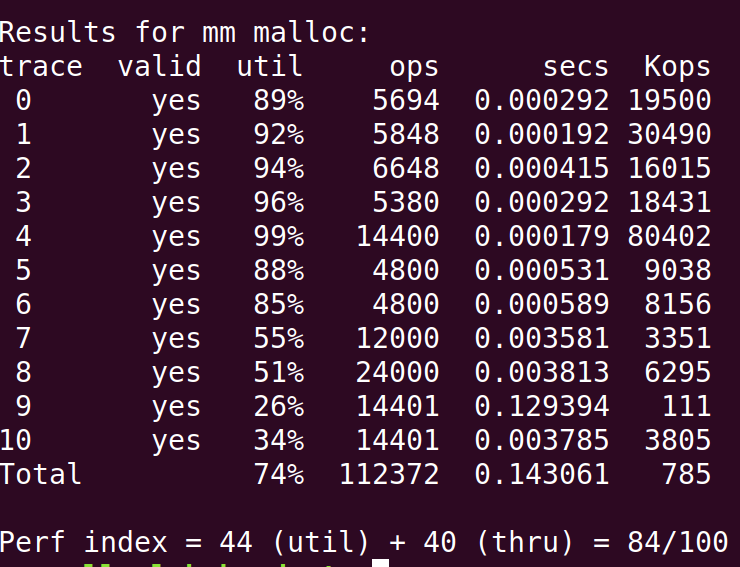 Results for mm malloc:
trace  valid  util     ops      secs  Kops
 0       yes   89%    5694  0.000292 19500
 1       yes   92%    5848  0.000192 30490
 2       yes   94%    6648  0.000415 16015
 3       yes   96%    5380  0.000292 18431
 4       yes   99%   14400  0.000179 80402
 5       yes   88%    4800  0.000531  9038
 6       yes   85%    4800  0.000589  8156
 7       yes   55%   12000  0.003581  3351
 8       yes   51%   24000  0.003813  6295
 9       yes   26%   14401  0.129394   111
10       yes   34%   14401  0.003785  3805
Total          74%  112372  0.143061   785
Perf index = 44 (util) + 40 (thru) = 84/100